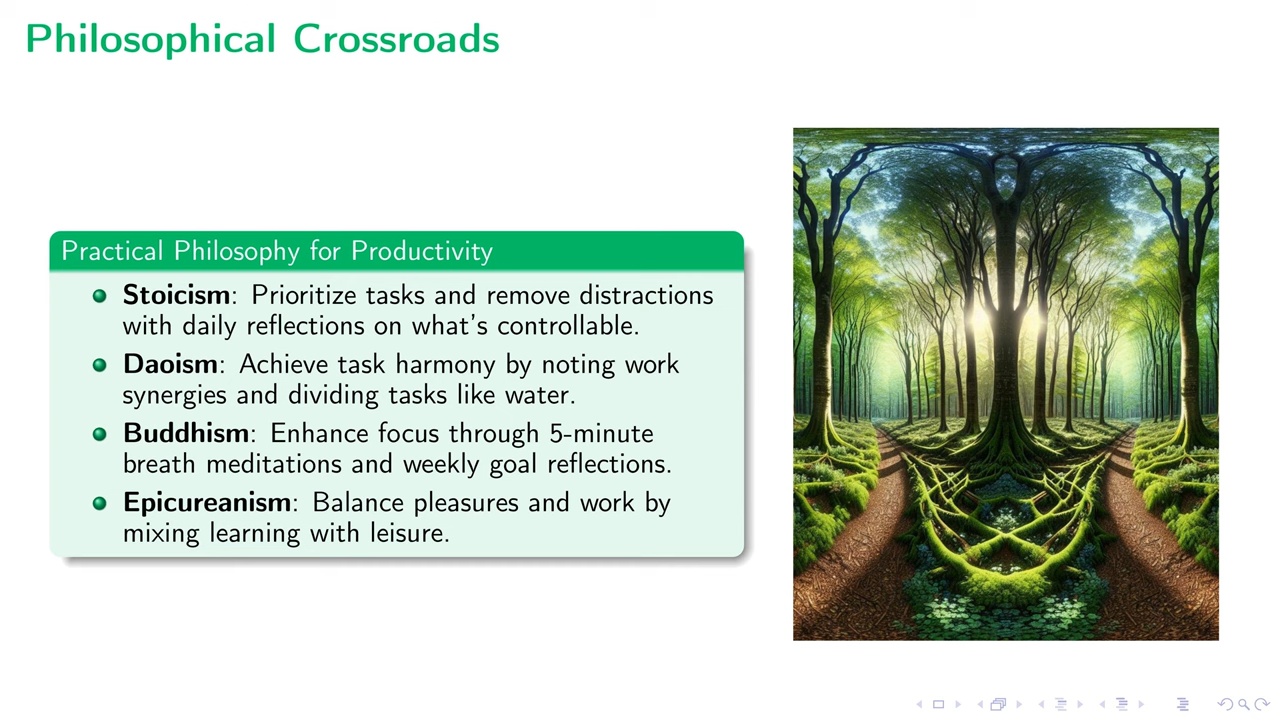 Philosophical Crossroads
Practical Philosophy for Productivity
Stoicism: Prioritize tasks and remove distractions
with daily reflections on what's controllable.
Daoism: Achieve task harmony by noting work
synergies and dividing tasks like water.
Buddhism: Enhance focus through 5-minute
breath meditations and weekly goal reflections.
Epicureanism: Balance pleasures and work by
mixing learning with leisure.